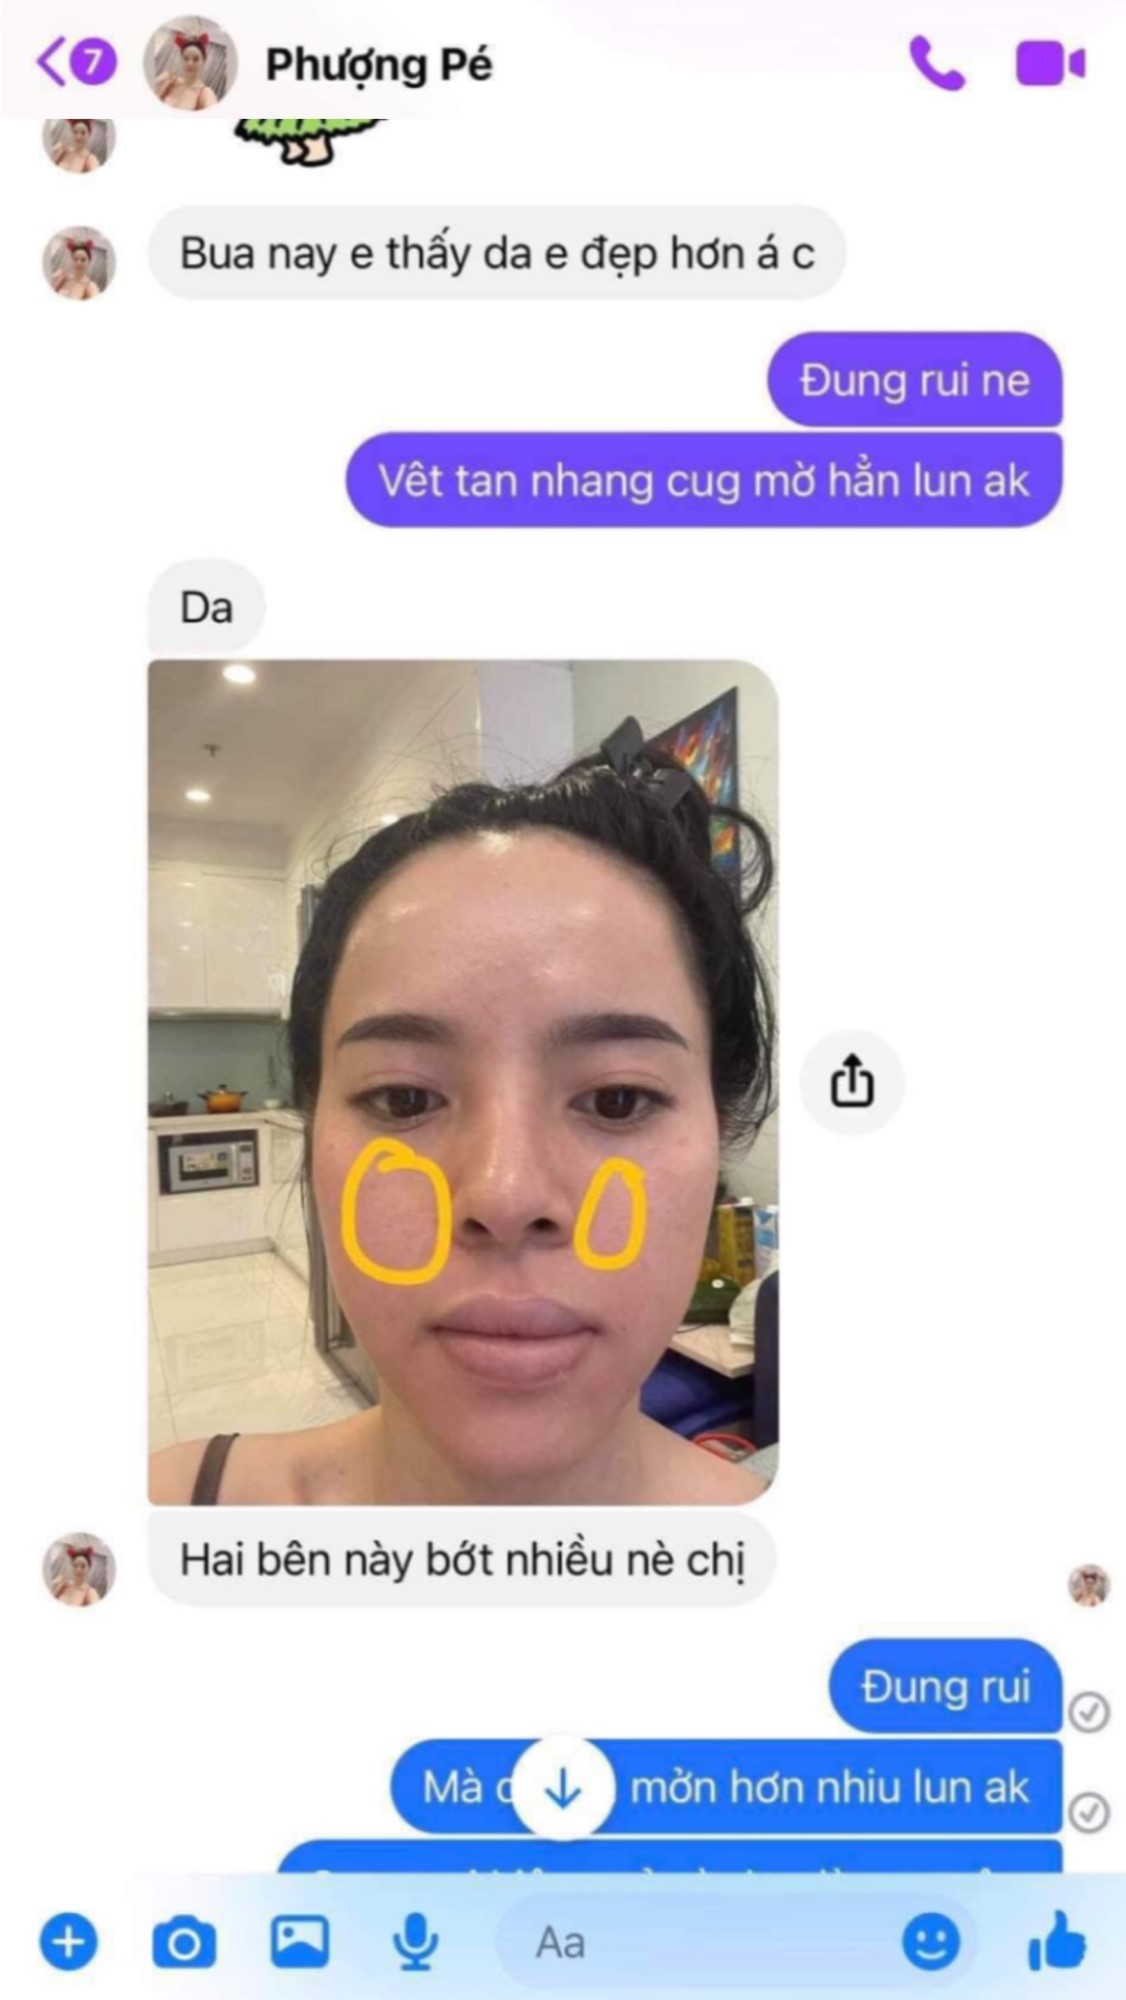 7
Phượng Pé
Bua nay e thấy da e đẹp hơn á c
Đung rui ne
Vêt tan nhang cug mờ hẳn lun ak
Da
Hai bên này bớt nhiều nè chị
Đung rui
Mà mởn hơn nhiu lun ak
Aa